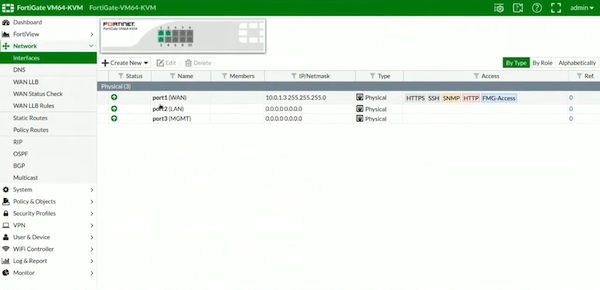 FortiGate VM64-KVM FortiGate-VM64-KVM admin
Dashboard
FortiView
Network
Interfaces
DNS
WAN LLB
WAN Status Check
WAN LLB Rules
Static Routes
Policy Routes
RIP
OSPF
BGP
Multicast
System
Policy & Objects
Security Profiles
VPN
User & Device
WiFi Controller
Log & Report
Monitor
FORTINET
FortiGate VM64-KVM
1 3 5 7 9
2 4 6 8 10
Create New Edit Delete By Type By Role Alphabetically
Status Name Members IP/Netmask Type Access Ref.
Physical (3)
port1 (WAN) 10.0.1.3 255.255.255.0 Physical HTTPS SSH SNMP HTTP FMG-Access 0
port2 (LAN) 0.0.0.0 0.0.0.0 Physical 0
port3 (MGMT) 0.0.0.0 0.0.0.0 Physical 0